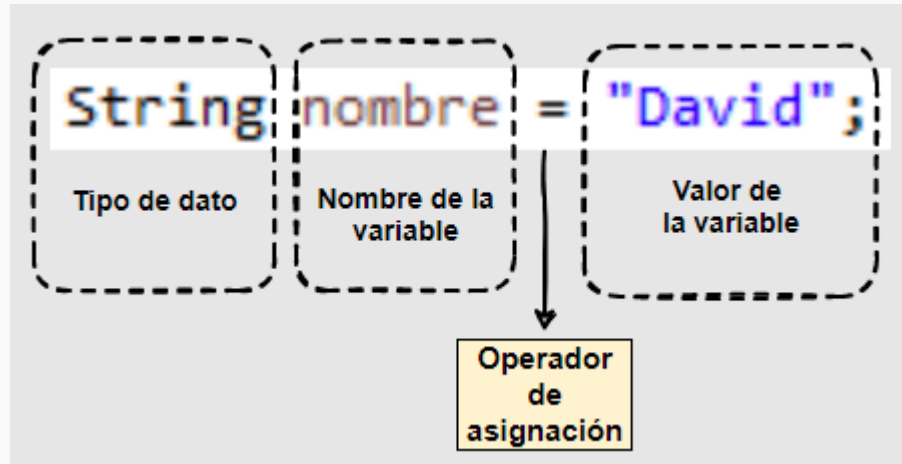 String nombre = "David";
Tipo de dato
Nombre de la
variable
Valor de
la variable
Operador
de
asignación